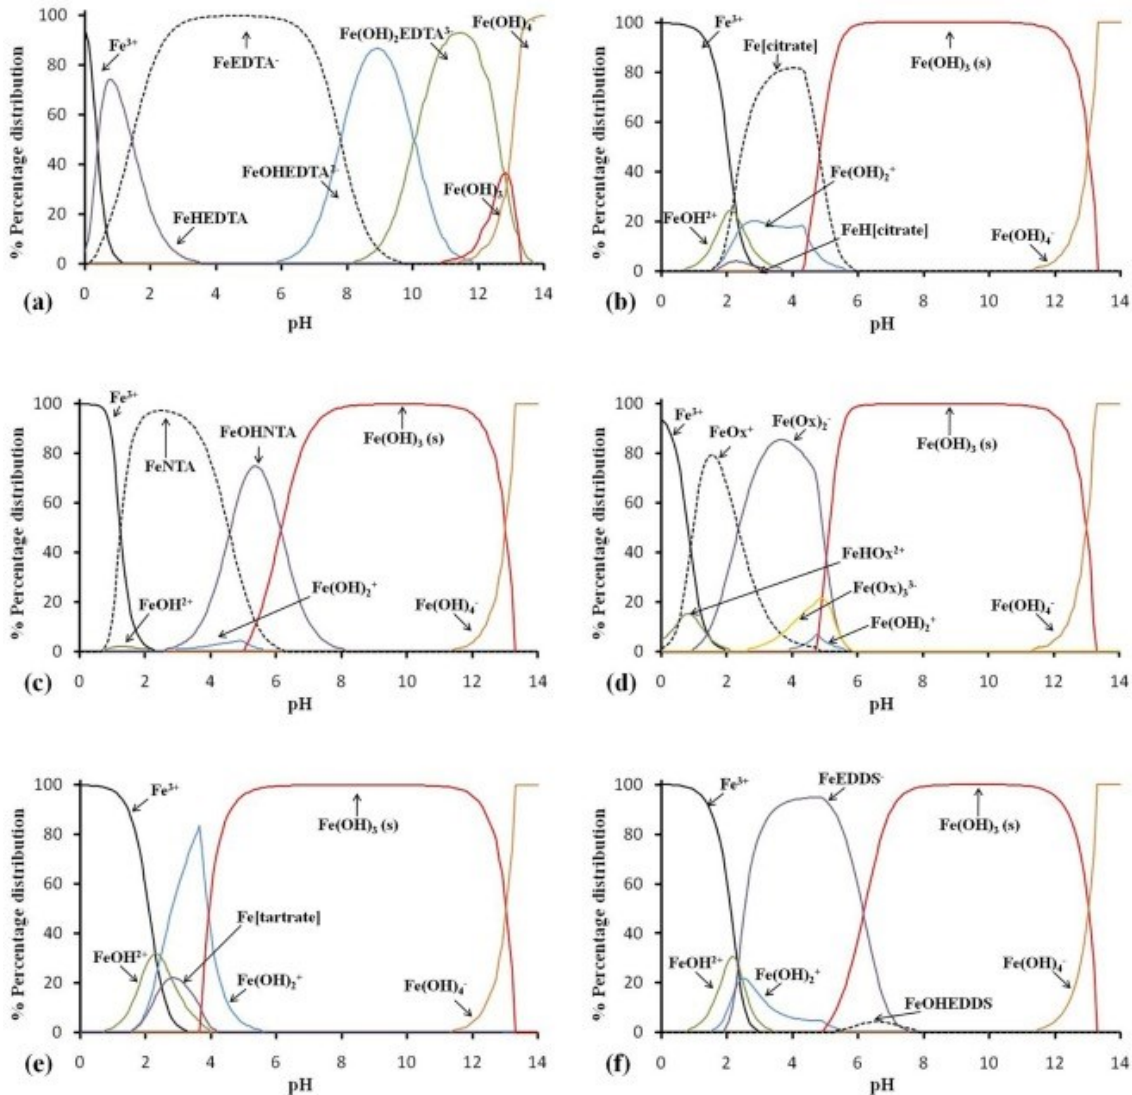 % Percentage distribution
100
80
60
40
20
0
Fe³⁺
FeEDTA⁻
Fe(OH)₂EDTA³⁻
Fe(OH)₄⁻
FeOHEDTA²⁻
FeHEDTA
Fe(OH)₃
0 2 4 6 8 10 12 14
(a)
pH
% Percentage distribution
100
80
60
40
20
0
Fe³⁺
Fe[citrate]
Fe(OH)₃ (s)
Fe(OH)₂⁺
FeOH²⁺
FeH[citrate]
Fe(OH)₄⁻
0 2 4 6 8 10 12 14
(b)
pH
% Percentage distribution
100
80
60
40
20
0
Fe³⁺
FeNTA
FeOHNTA
Fe(OH)₃ (s)
FeOH²⁺
Fe(OH)₂⁺
Fe(OH)₄⁻
0 2 4 6 8 10 12 14
(c)
pH
% Percentage distribution
100
80
60
40
20
0
Fe³⁺
FeOx⁺
Fe(Ox)₂⁻
Fe(OH)₃ (s)
FeHOx²⁺
Fe(Ox)₃³⁻
Fe(OH)₂⁺
Fe(OH)₄⁻
0 2 4 6 8 10 12 14
(d)
pH
% Percentage distribution
100
80
60
40
20
0
Fe³⁺
Fe(OH)₃ (s)
Fe[tartrate]
FeOH²⁺
Fe(OH)₂⁺
Fe(OH)₄⁻
0 2 4 6 8 10 12 14
(e)
pH
% Percentage distribution
100
80
60
40
20
0
Fe³⁺
FeEDDS⁻
Fe(OH)₃ (s)
FeOH²⁺
Fe(OH)₂⁺
FeOHEDDS
Fe(OH)₄⁻
0 2 4 6 8 10 12 14
(f)
pH